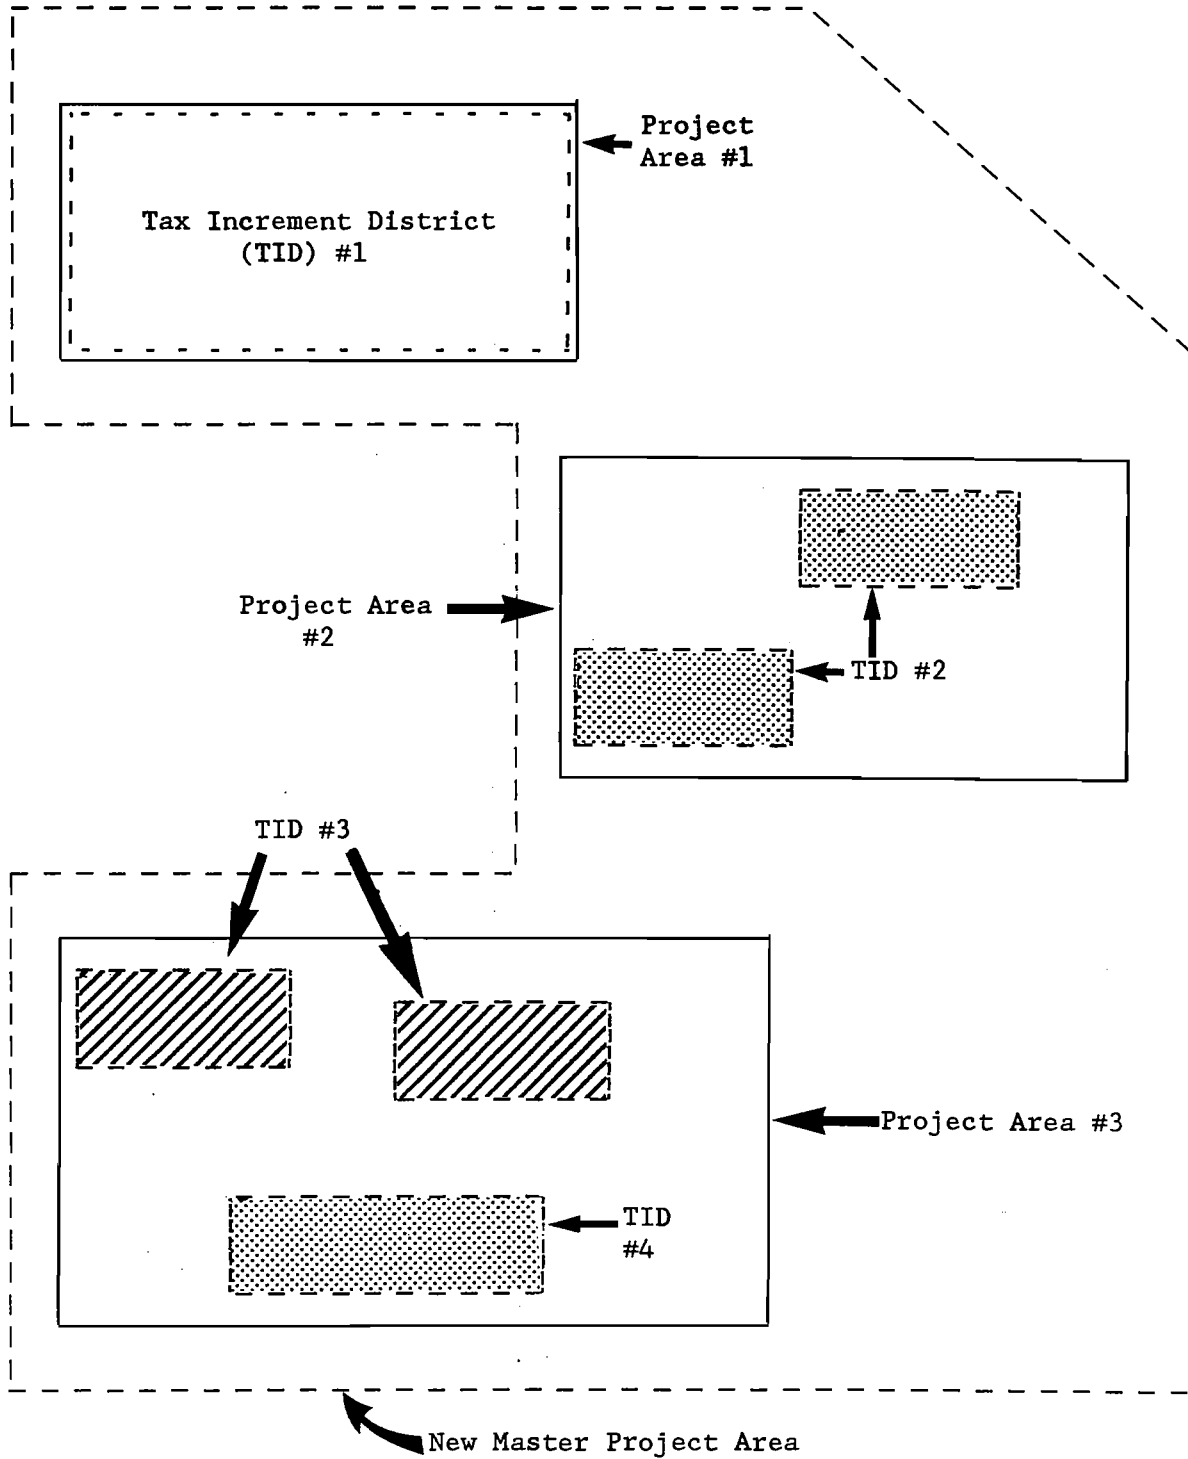 Project
Area #1
Tax Increment District
(TID) #1
Project Area
#2
TID #2
TID #3
Project Area #3
TID
#4
New Master Project Area